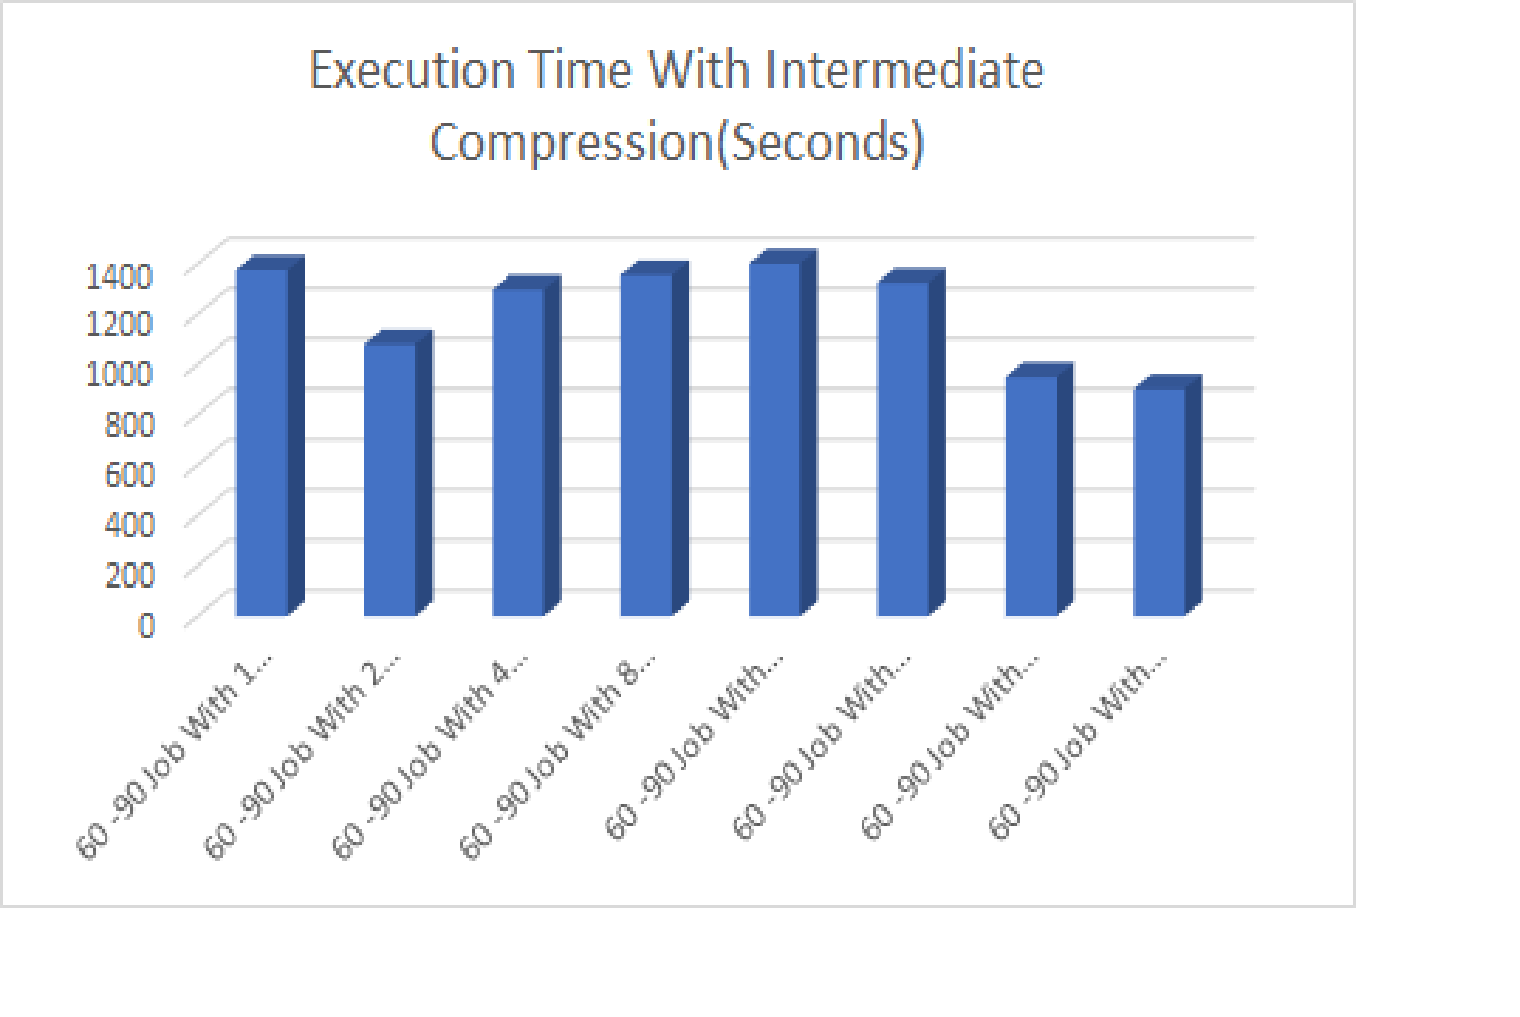 Execution Time With Intermediate
Compression(Seconds)
1400
1200
1000
800
600
400
200
0
60 -90 Job With 1...
60 -90 Job With 2...
60 -90 Job With 4...
60 -90 Job With 8...
60 -90 Job With...
60 -90 Job With...
60 -90 Job With...
60 -90 Job With...